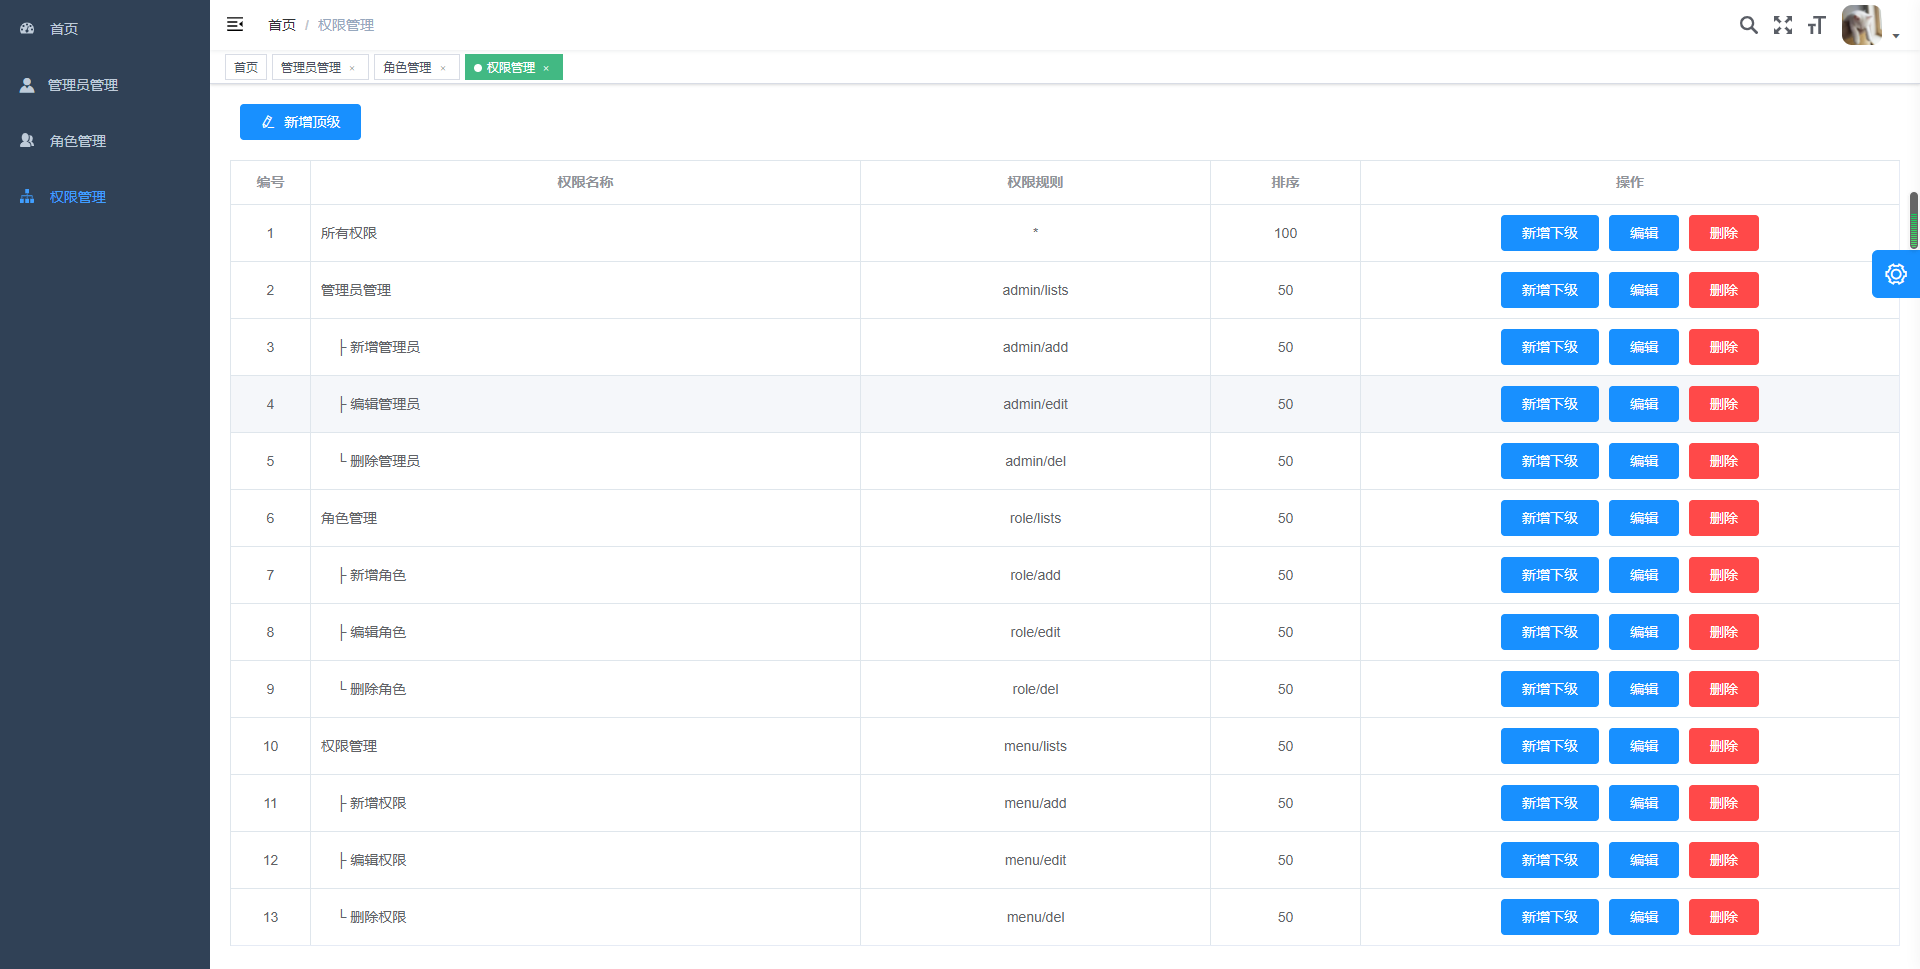 首页
管理员管理
角色管理
权限管理
首页 / 权限管理
首页 管理员管理 × 角色管理 × 权限管理 ×
新增顶级
编号 权限名称 权限规则 排序 操作
1 所有权限 * 100 新增下级 编辑 删除
2 管理员管理 admin/lists 50 新增下级 编辑 删除
3 ├ 新增管理员 admin/add 50 新增下级 编辑 删除
4 ├ 编辑管理员 admin/edit 50 新增下级 编辑 删除
5 └ 删除管理员 admin/del 50 新增下级 编辑 删除
6 角色管理 role/lists 50 新增下级 编辑 删除
7 ├ 新增角色 role/add 50 新增下级 编辑 删除
8 ├ 编辑角色 role/edit 50 新增下级 编辑 删除
9 └ 删除角色 role/del 50 新增下级 编辑 删除
10 权限管理 menu/lists 50 新增下级 编辑 删除
11 ├ 新增权限 menu/add 50 新增下级 编辑 删除
12 ├ 编辑权限 menu/edit 50 新增下级 编辑 删除
13 └ 删除权限 menu/del 50 新增下级 编辑 删除